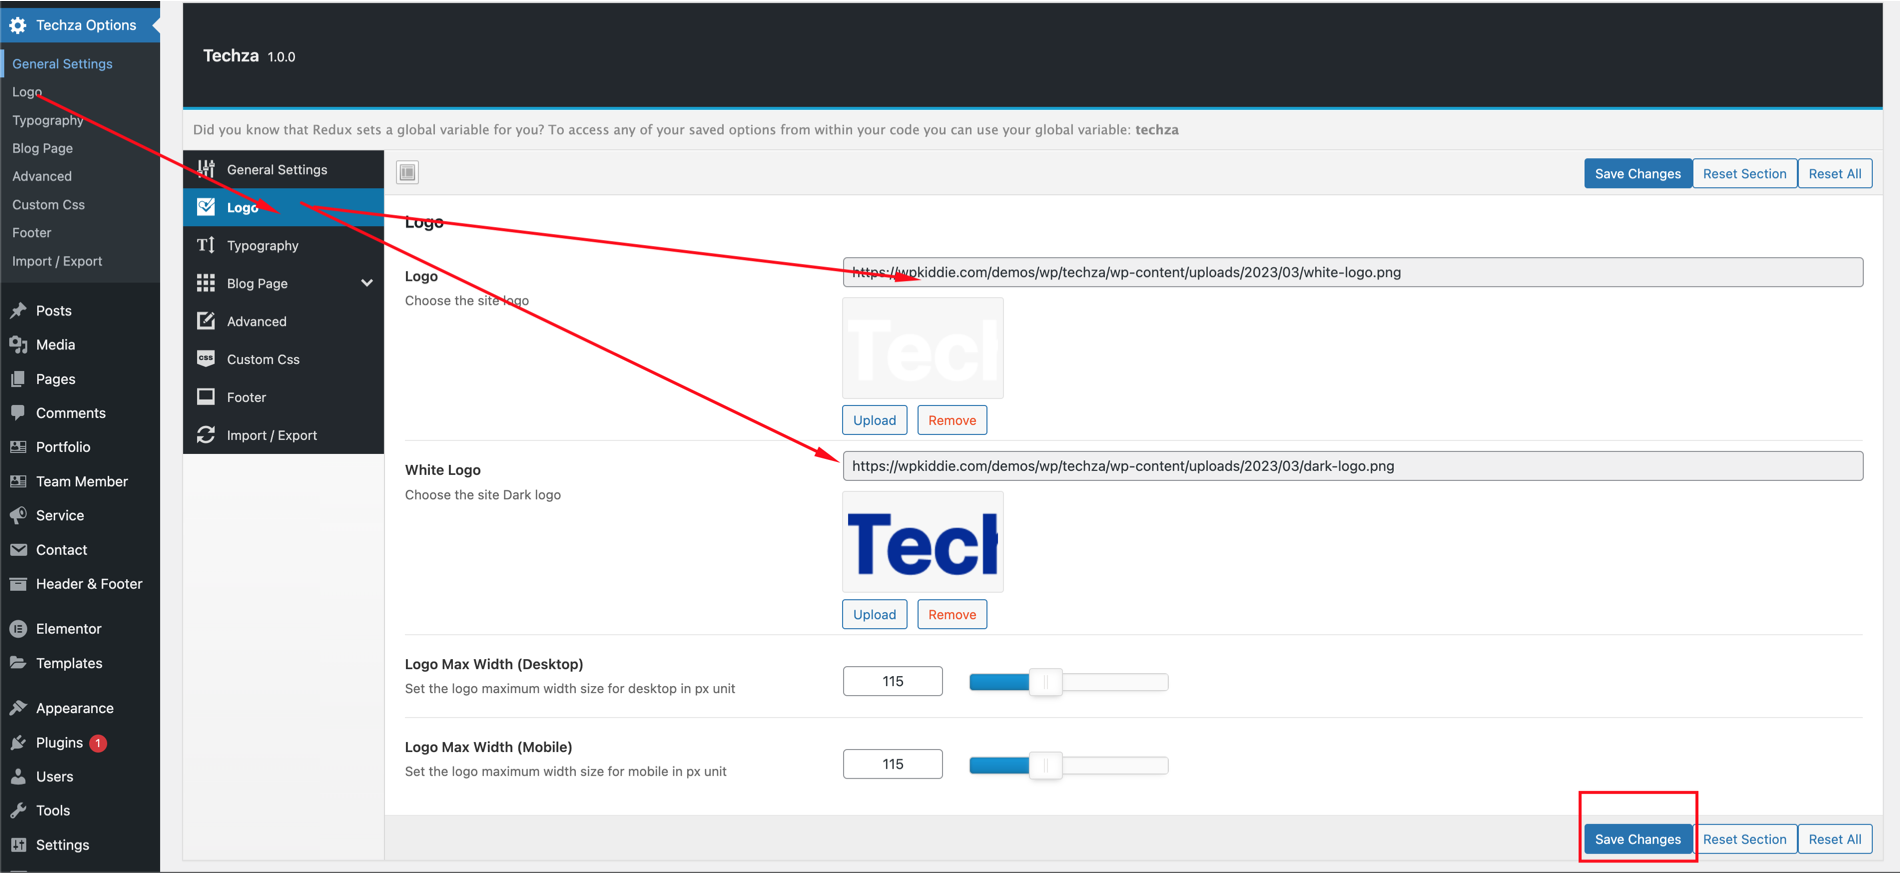 Techza Options
General Settings
Logo
Typography
Blog Page
Advanced
Custom Css
Footer
Import / Export
Posts
Media
Pages
Comments
Portfolio
Team Member
Service
Contact
Header & Footer
Elementor
Templates
Appearance
Plugins 1
Users
Tools
Settings
Techza 1.0.0
Did you know that Redux sets a global variable for you? To access any of your saved options from within your code you can use your global variable: techza
General Settings
Logo
Typography
Blog Page
Advanced
css Custom Css
Footer
Import / Export
Save Changes Reset Section Reset All
Logo
Logo
Choose the site logo
https://wpkiddie.com/demos/wp/techza/wp-content/uploads/2023/03/white-logo.png
Tech
Upload Remove
White Logo
Choose the site Dark logo
https://wpkiddie.com/demos/wp/techza/wp-content/uploads/2023/03/dark-logo.png
Tech
Upload Remove
Logo Max Width (Desktop)
Set the logo maximum width size for desktop in px unit
115
Logo Max Width (Mobile)
Set the logo maximum width size for mobile in px unit
115
Save Changes Reset Section Reset All